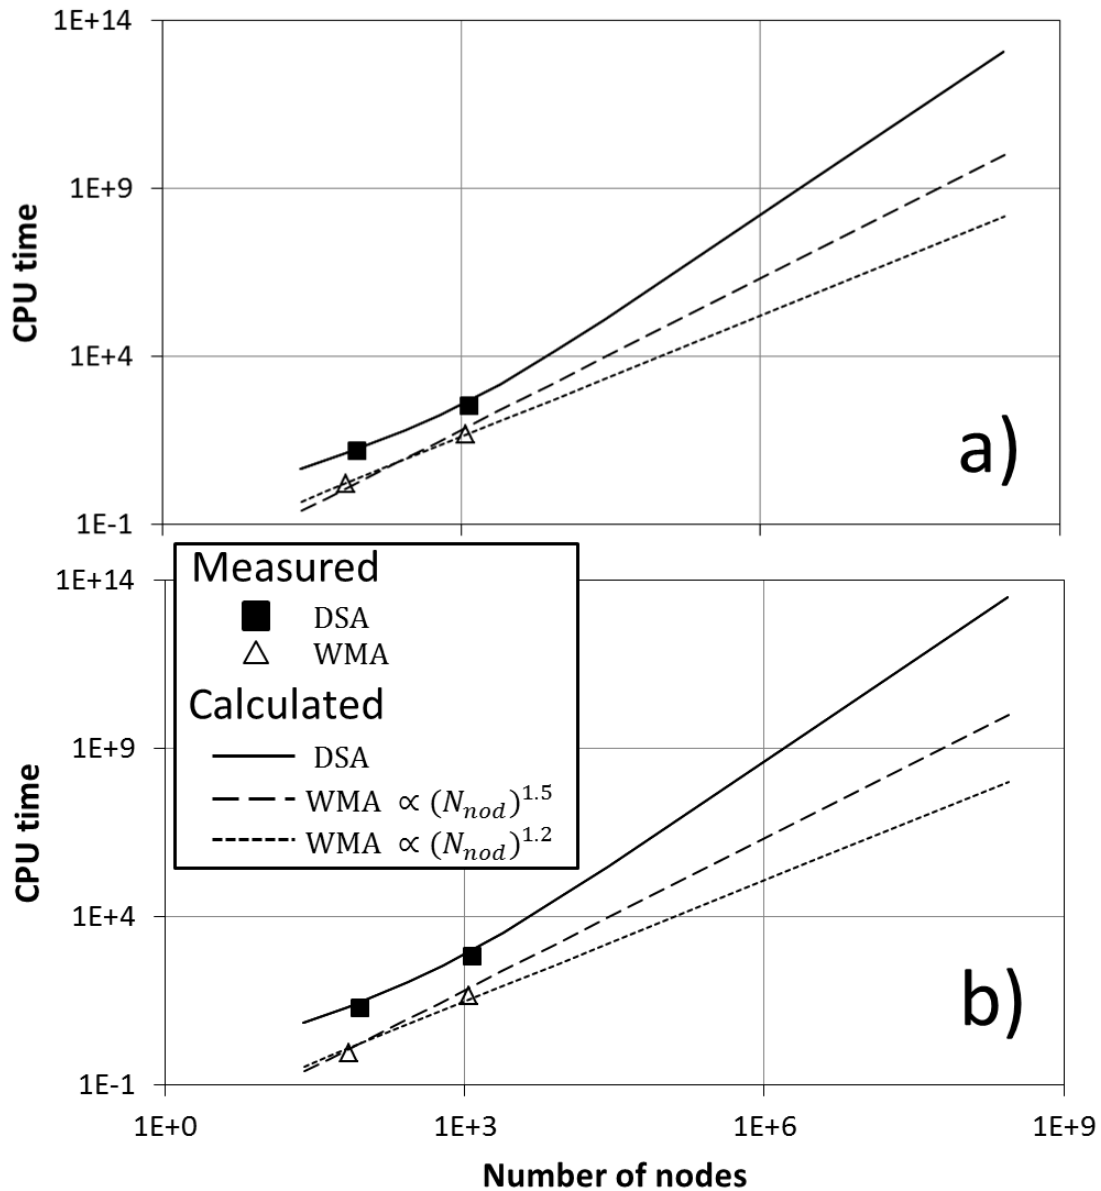 1E+14
1E+9
CPU time
1E+4
a)
1E-1
Measured
DSA
WMA
Calculated
DSA
WMA ∝ (N_nod)^1.5
WMA ∝ (N_nod)^1.2
1E+14
1E+9
CPU time
1E+4
b)
1E-1
1E+0 1E+3 1E+6 1E+9
Number of nodes